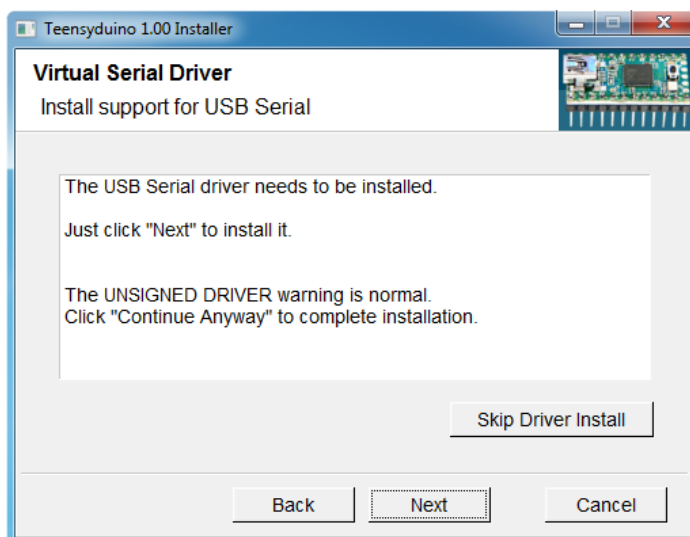 Teensyduino 1.00 Installer
Virtual Serial Driver
Install support for USB Serial
The USB Serial driver needs to be installed.
Just click "Next" to install it.
The UNSIGNED DRIVER warning is normal.
Click "Continue Anyway" to complete installation.
Skip Driver Install
Back
Next
Cancel